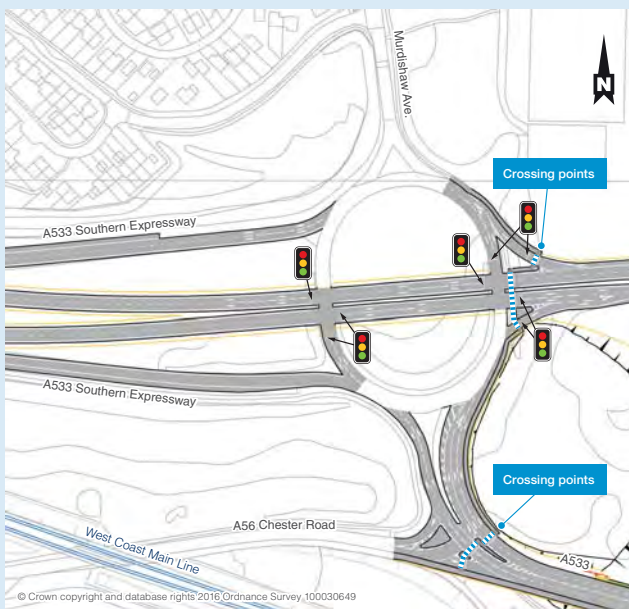 Murdishaw Ave.
N
Crossing points
A533 Southern Expressway
A533 Southern Expressway
Crossing points
A56 Chester Road
West Coast Main Line
A533
© Crown copyright and database rights 2016 Ordnance Survey 100030649